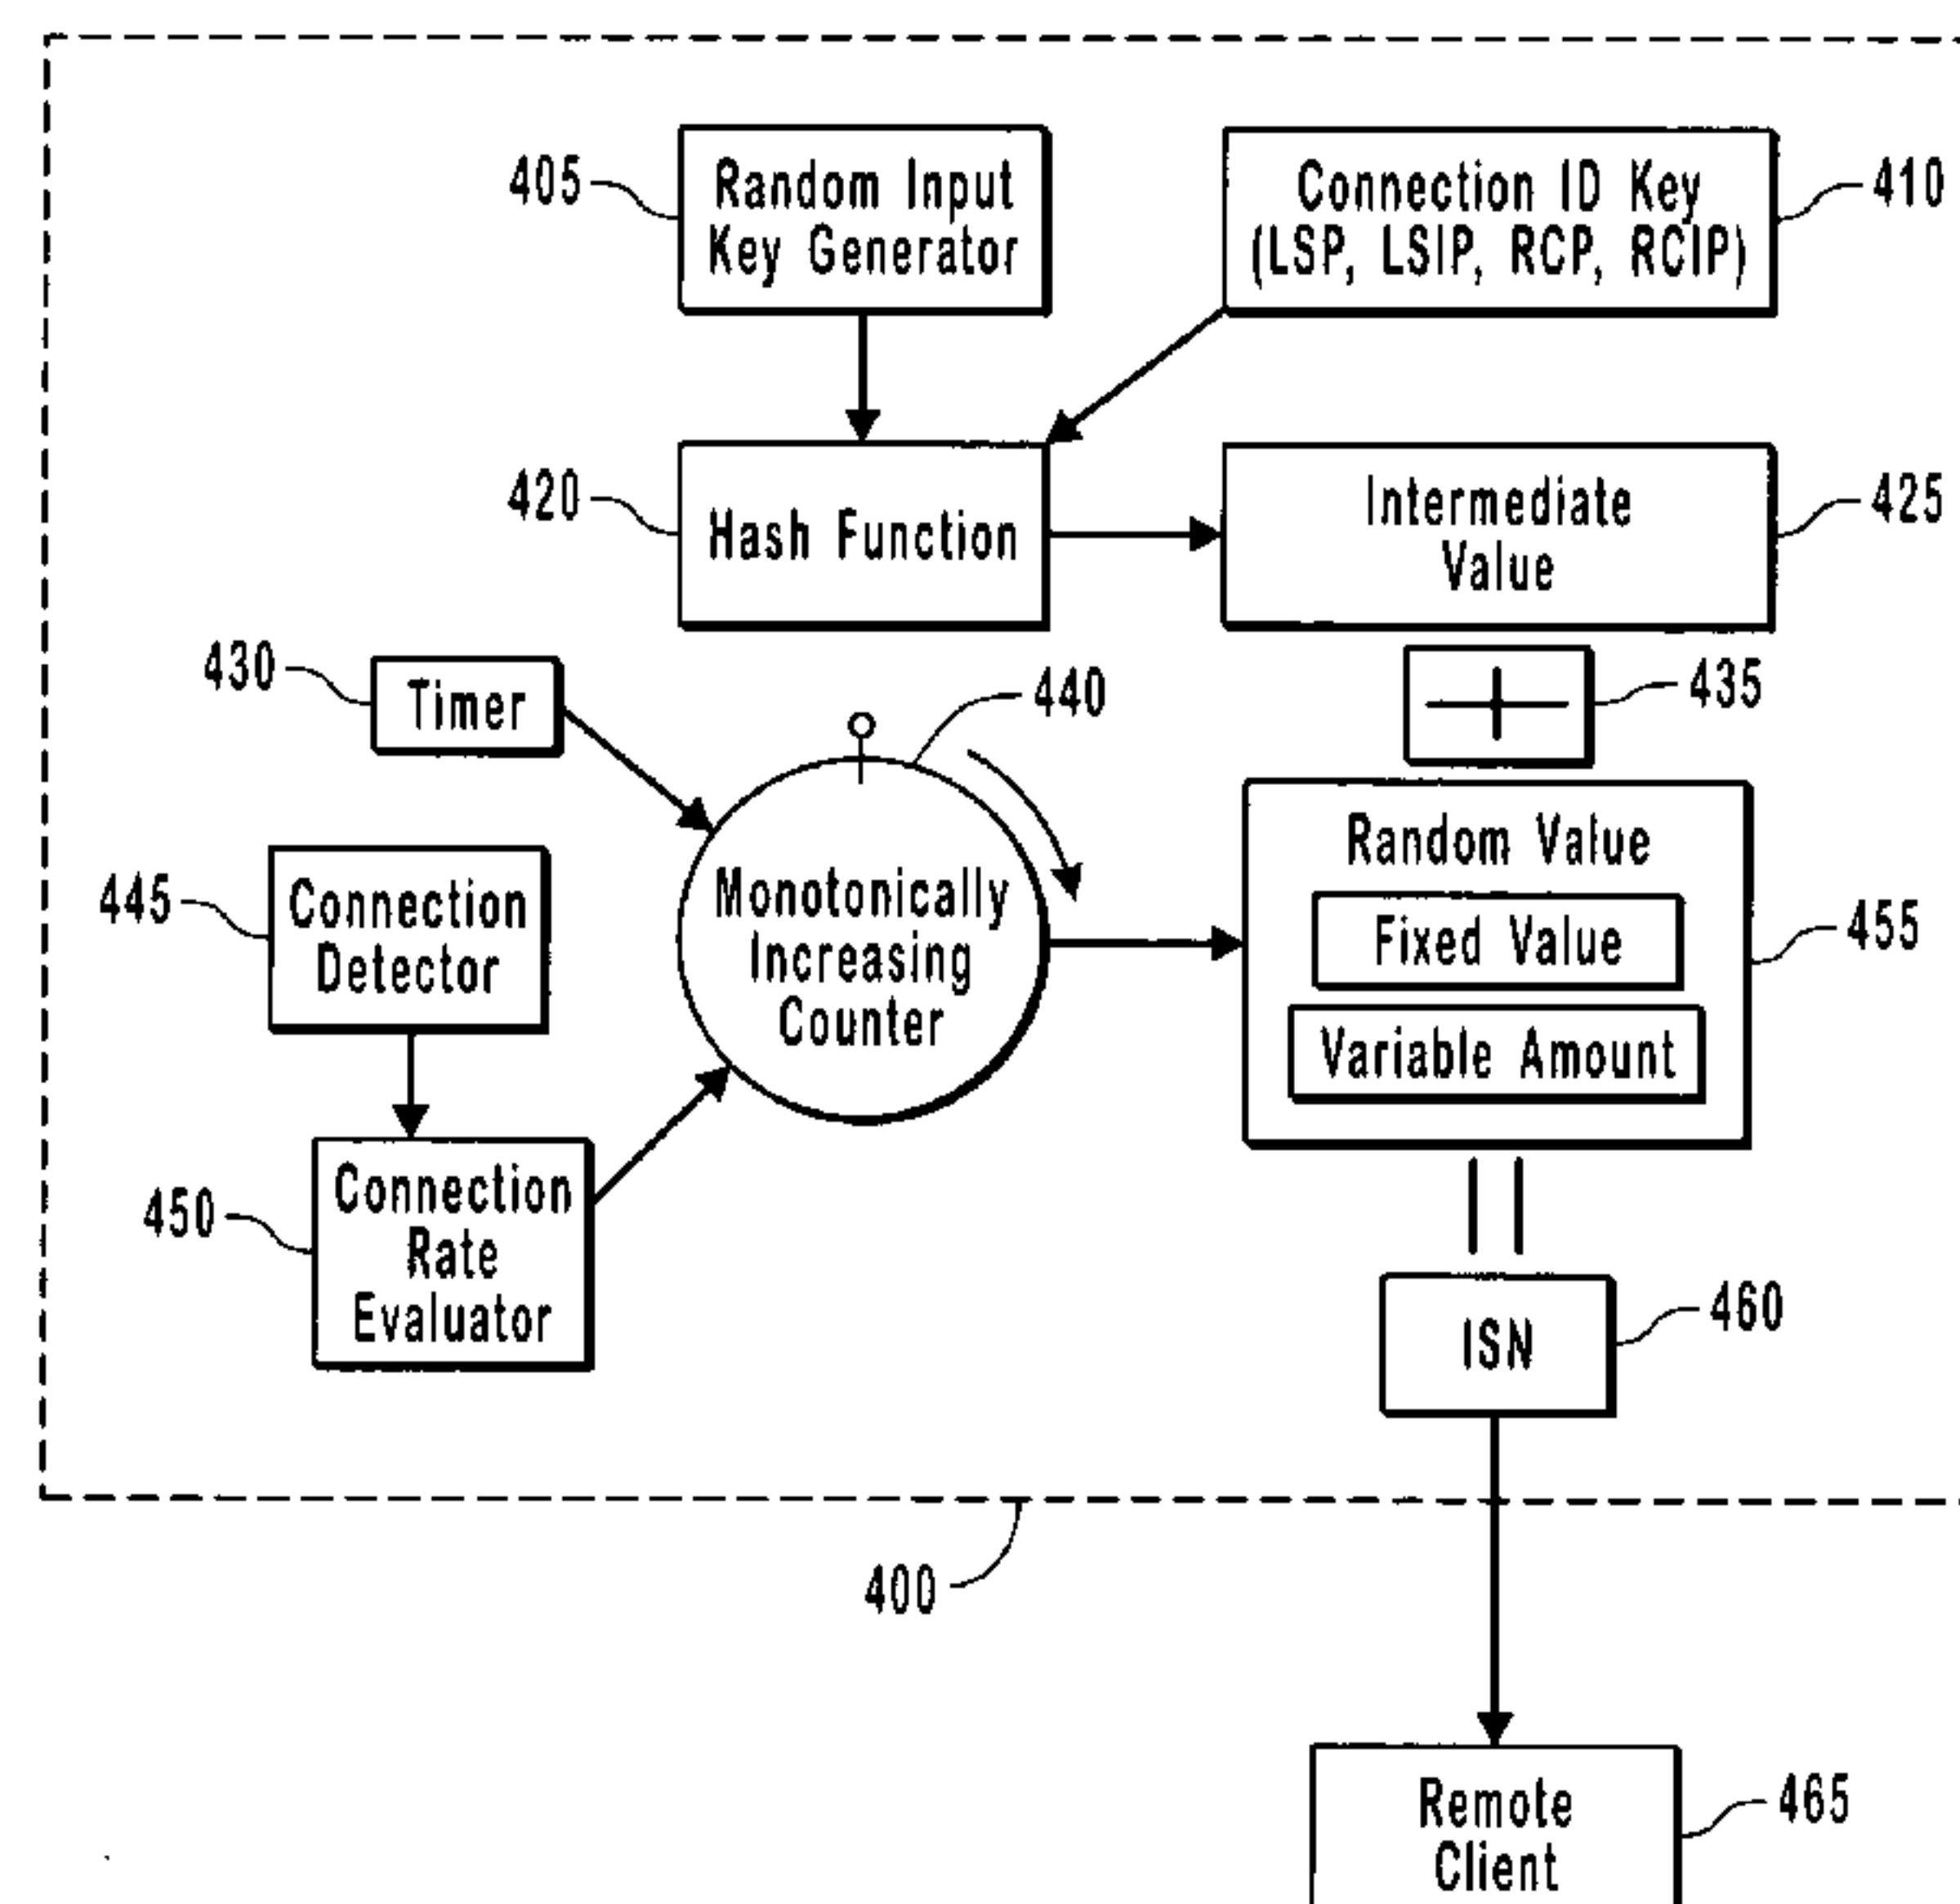 405
Random Input
Key Generator
Connection ID Key
(LSP, LSIP, RCP, RCIP)
410
420
Hash Function
Intermediate
Value
425
430
Timer
440
435
445
Connection
Detector
Monotonically
Increasing
Counter
Random Value
Fixed Value
Variable Amount
455
450
Connection
Rate
Evaluator
ISN
460
400
Remote
Client
465